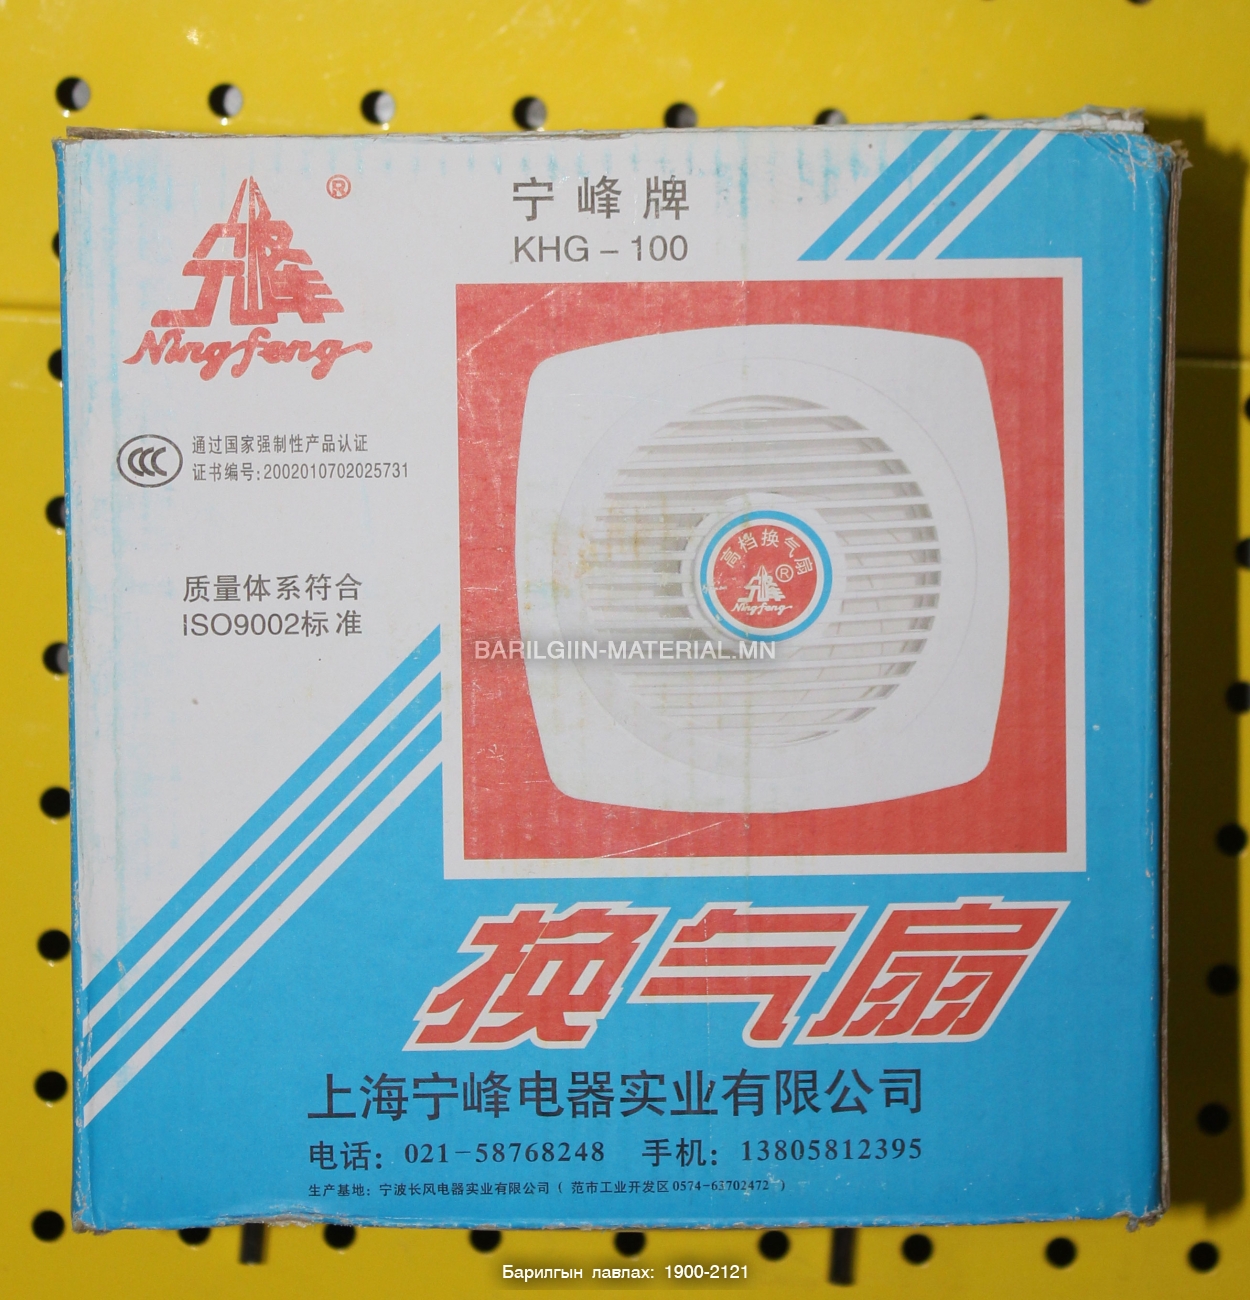 宁峰牌
KHG-100
®
宁峰
Ningfeng
通过国家强制性产品认证
证书编号:2002010702025731
质量体系符合
ISO9002标准
高档换气扇
®
Ningfeng
BARILGIIN-MATERIAL.MN
换气扇
上海宁峰电器实业有限公司
电话: 021-58768248 手机: 13805812395
生产基地: 宁波长风电器实业有限公司 ( 范市工业开发区 0574-63702472 )
Барилгын лавлах: 1900-2121